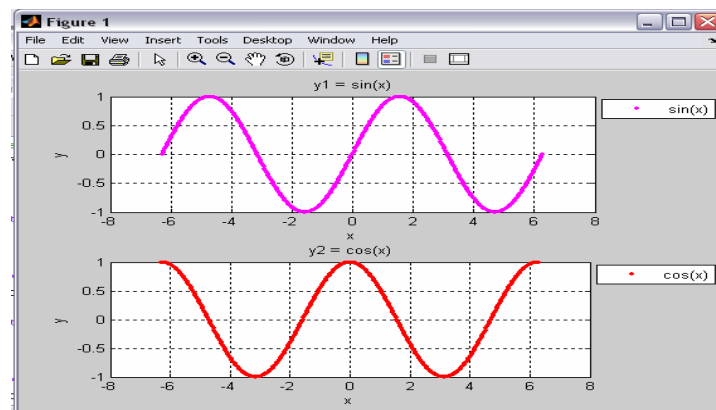 Figure 1
File Edit View Insert Tools Desktop Window Help
y1 = sin(x)
1
0.5
0
-0.5
-1
y
-8 -6 -4 -2 0 2 4 6 8
x
sin(x)
y2 = cos(x)
1
0.5
0
-0.5
-1
y
-8 -6 -4 -2 0 2 4 6 8
x
cos(x)